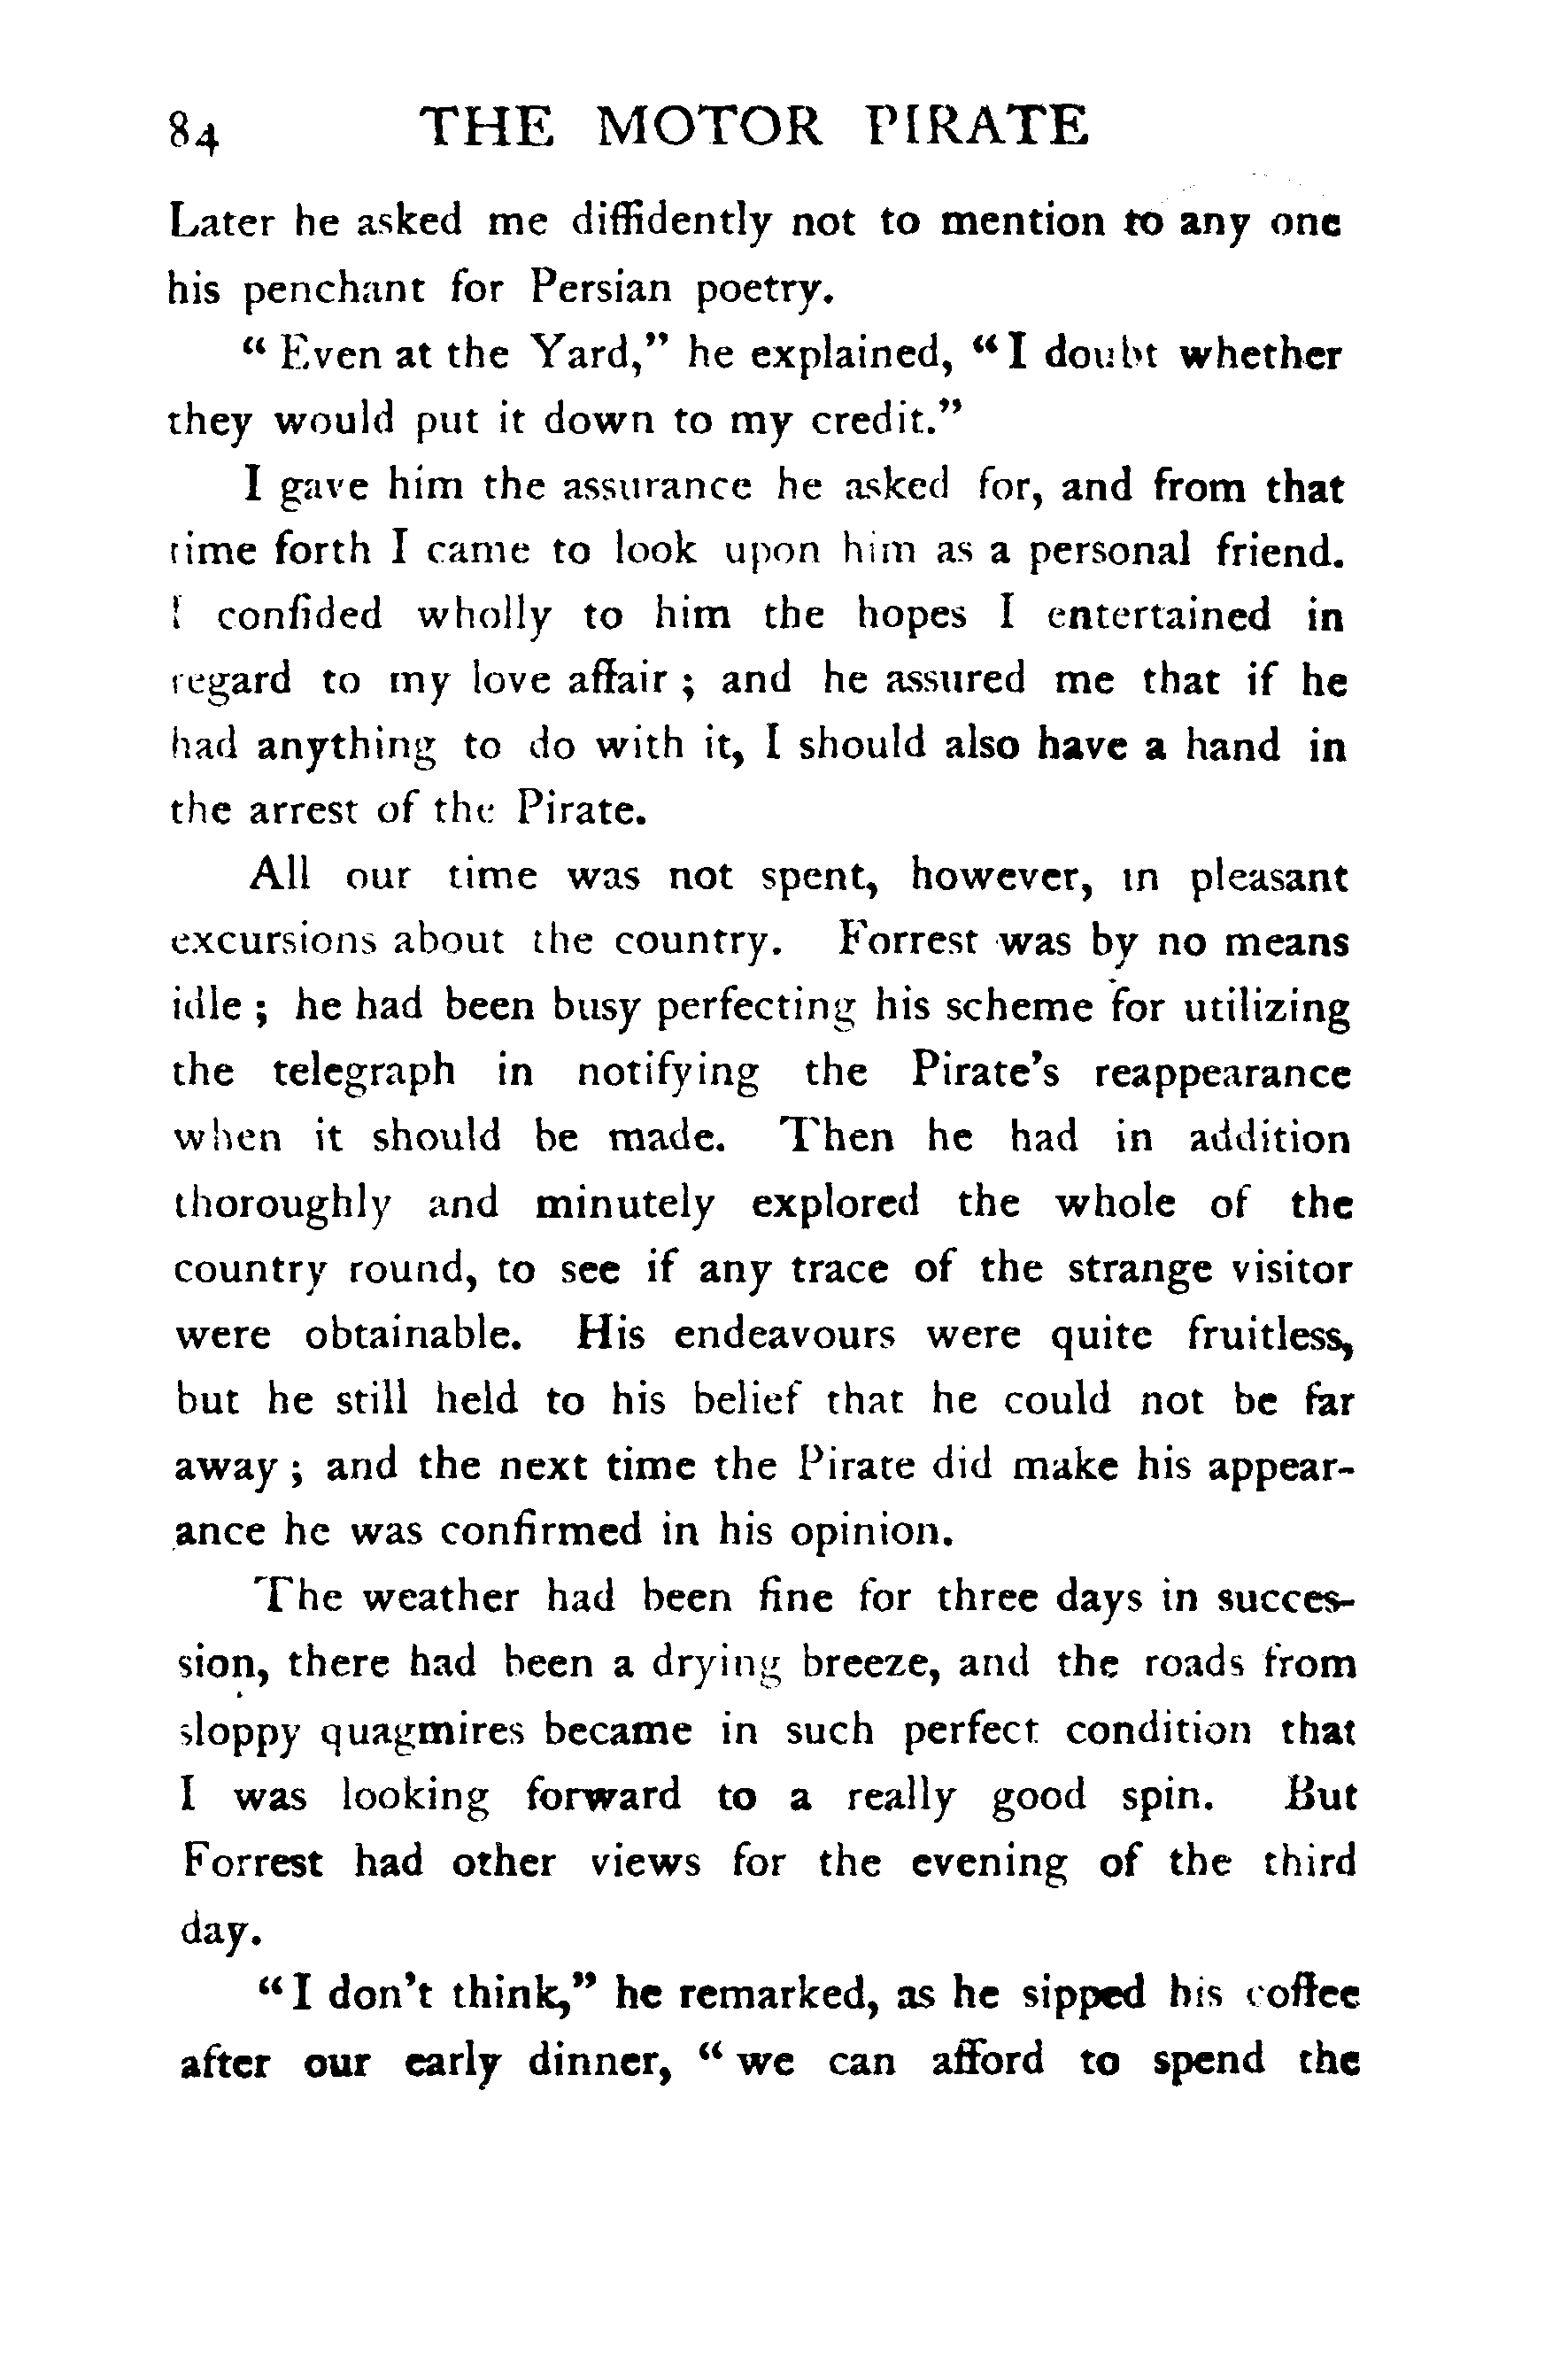 84 THE MOTOR PIRATE
Later he asked me diffidently not to mention to any one
his penchant for Persian poetry.
“ Even at the Yard,” he explained, “ I doubt whether
they would put it down to my credit.”
I gave him the assurance he asked for, and from that
time forth I came to look upon him as a personal friend.
I confided wholly to him the hopes I entertained in
regard to my love affair ; and he assured me that if he
had anything to do with it, I should also have a hand in
the arrest of the Pirate.
All our time was not spent, however, in pleasant
excursions about the country. Forrest was by no means
idle ; he had been busy perfecting his scheme for utilizing
the telegraph in notifying the Pirate’s reappearance
when it should be made. Then he had in addition
thoroughly and minutely explored the whole of the
country round, to see if any trace of the strange visitor
were obtainable. His endeavours were quite fruitless,
but he still held to his belief that he could not be far
away ; and the next time the Pirate did make his appear-
ance he was confirmed in his opinion.
The weather had been fine for three days in succes-
sion, there had been a drying breeze, and the roads from
sloppy quagmires became in such perfect condition that
I was looking forward to a really good spin. But
Forrest had other views for the evening of the third
day.
“ I don’t think,” he remarked, as he sipped his coffee
after our early dinner, “ we can afford to spend the